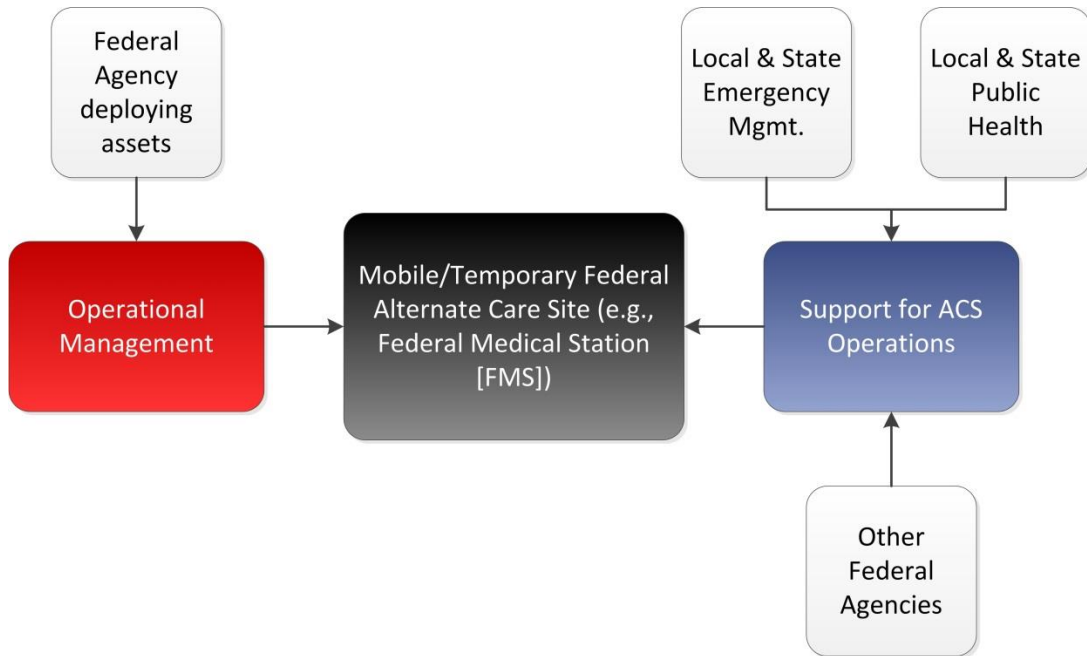 Federal
Agency
deploying
assets
Local & State
Emergency
Mgmt.
Local & State
Public
Health
Operational
Management
Mobile/Temporary Federal
Alternate Care Site (e.g.,
Federal Medical Station
[FMS])
Support for ACS
Operations
Other
Federal
Agencies